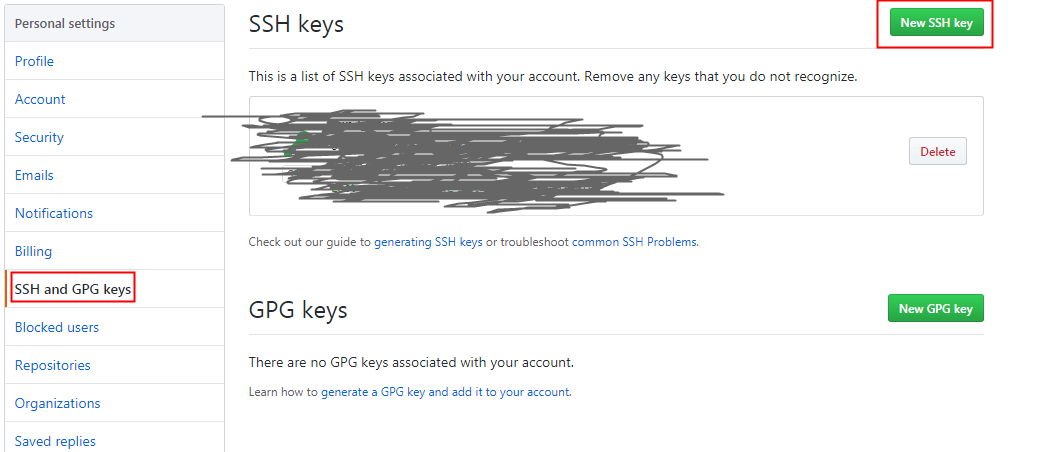 Personal settings
Profile
Account
Security
Emails
Notifications
Billing
SSH and GPG keys
Blocked users
Repositories
Organizations
Saved replies
SSH keys
New SSH key
This is a list of SSH keys associated with your account. Remove any keys that you do not recognize.
Delete
Check out our guide to generating SSH keys or troubleshoot common SSH Problems.
GPG keys
New GPG key
There are no GPG keys associated with your account.
Learn how to generate a GPG key and add it to your account.